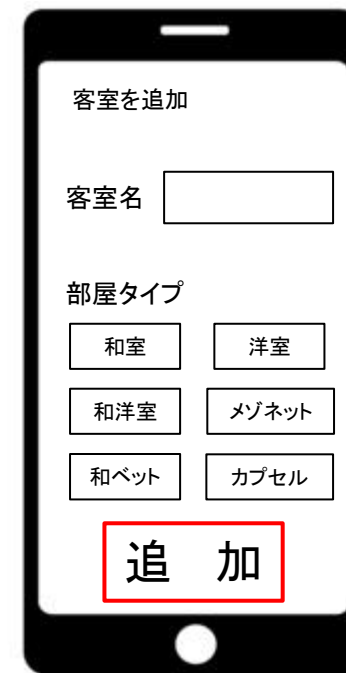 客室を追加
客室名
部屋タイプ
和室 洋室
和洋室 メゾネット
和ベット カプセル
追 加